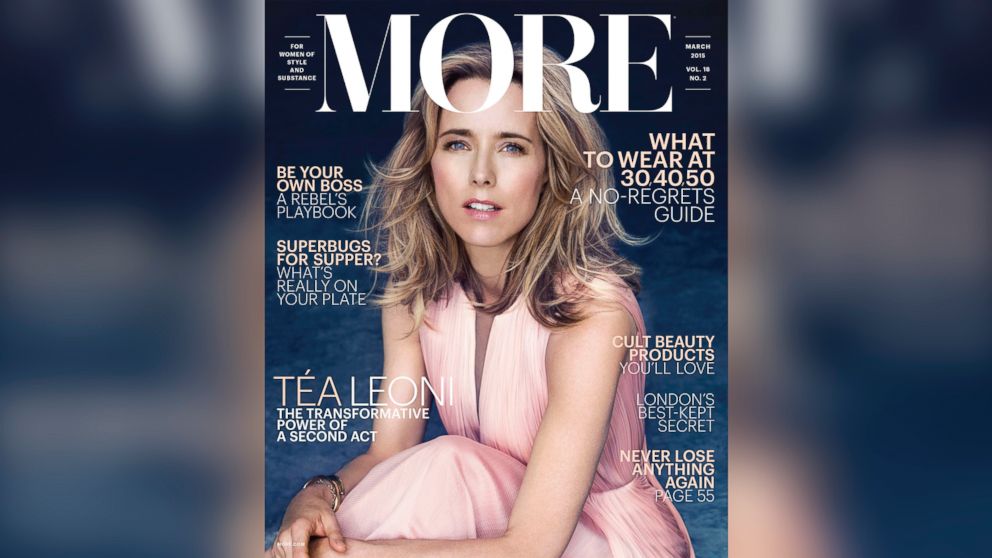 MORE
FOR
WOMEN OF
STYLE
AND
SUBSTANCE
MARCH
2015
VOL. 18
NO. 2
BE YOUR
OWN BOSS
A REBEL'S
PLAYBOOK
SUPERBUGS
FOR SUPPER?
WHAT'S
REALLY ON
YOUR PLATE
TÉA LEONI
THE TRANSFORMATIVE
POWER OF
A SECOND ACT
WHAT
TO WEAR AT
30,40,50
A NO-REGRETS
GUIDE
CULT BEAUTY
PRODUCTS
YOU'LL LOVE
LONDON'S
BEST-KEPT
SECRET
NEVER LOSE
ANYTHING
AGAIN
PAGE 55
MORE.COM